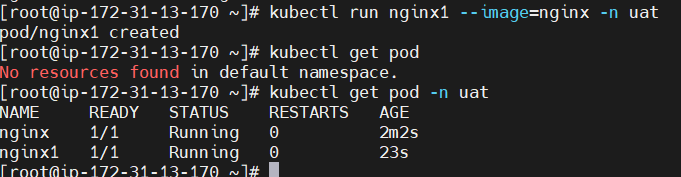 [root@ip-172-31-13-170 ~]# kubectl run nginx1 --image=nginx -n uat
pod/nginx1 created
[root@ip-172-31-13-170 ~]# kubectl get pod
No resources found in default namespace.
[root@ip-172-31-13-170 ~]# kubectl get pod -n uat
NAME     READY   STATUS    RESTARTS   AGE
nginx    1/1     Running   0          2m2s
nginx1   1/1     Running   0          23s
[root@ip-172-31-13-170 ~]#